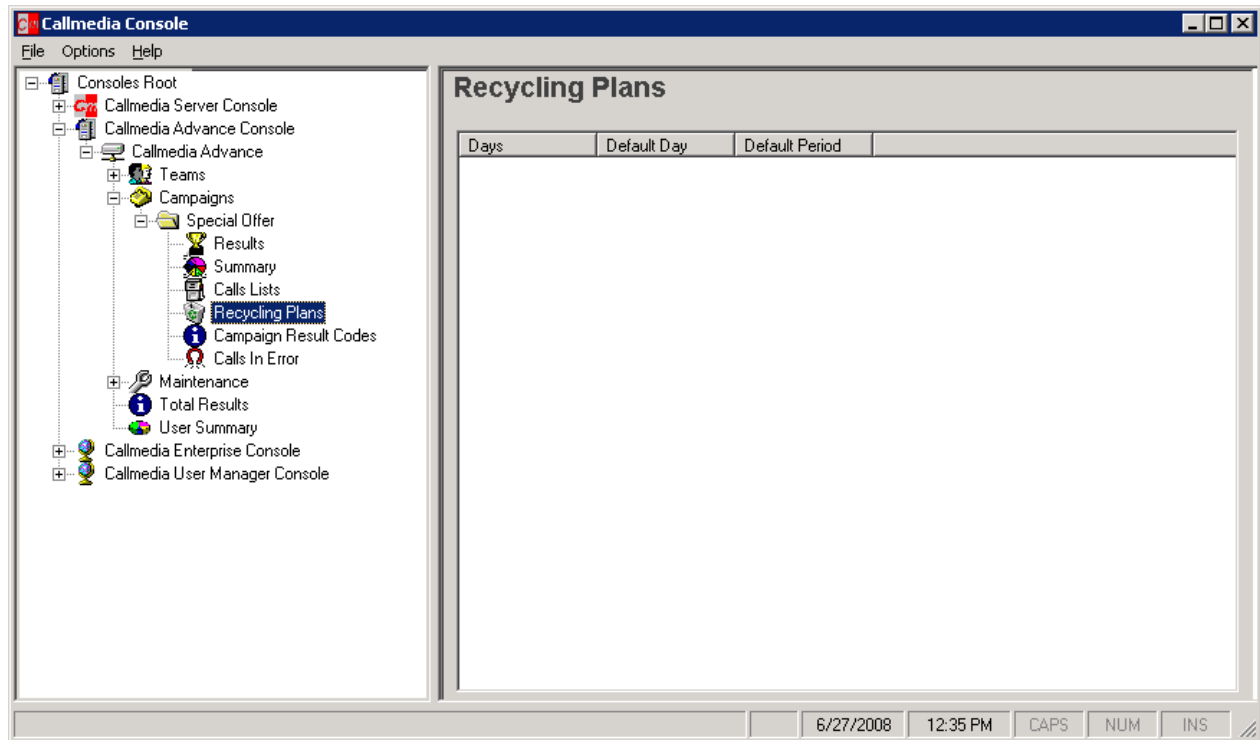 Callmedia Console
File Options Help
Consoles Root
Callmedia Server Console
Callmedia Advance Console
Callmedia Advance
Teams
Campaigns
Special Offer
Results
Summary
Calls Lists
Recycling Plans
Campaign Result Codes
Calls In Error
Maintenance
Total Results
User Summary
Callmedia Enterprise Console
Callmedia User Manager Console
Recycling Plans
Days Default Day Default Period
6/27/2008 12:35 PM CAPS NUM INS